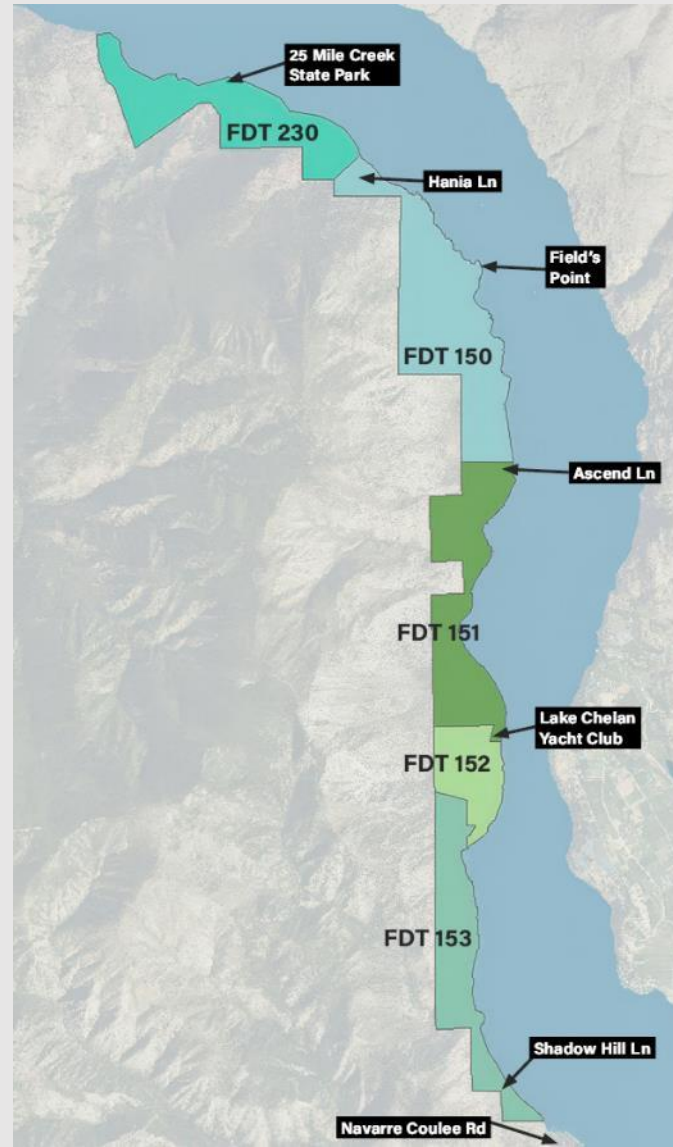 25 Mile Creek
State Park
FDT 230
Hania Ln
Field's
Point
FDT 150
Ascend Ln
FDT 151
Lake Chelan
Yacht Club
FDT 152
FDT 153
Shadow Hill Ln
Navarre Coulee Rd